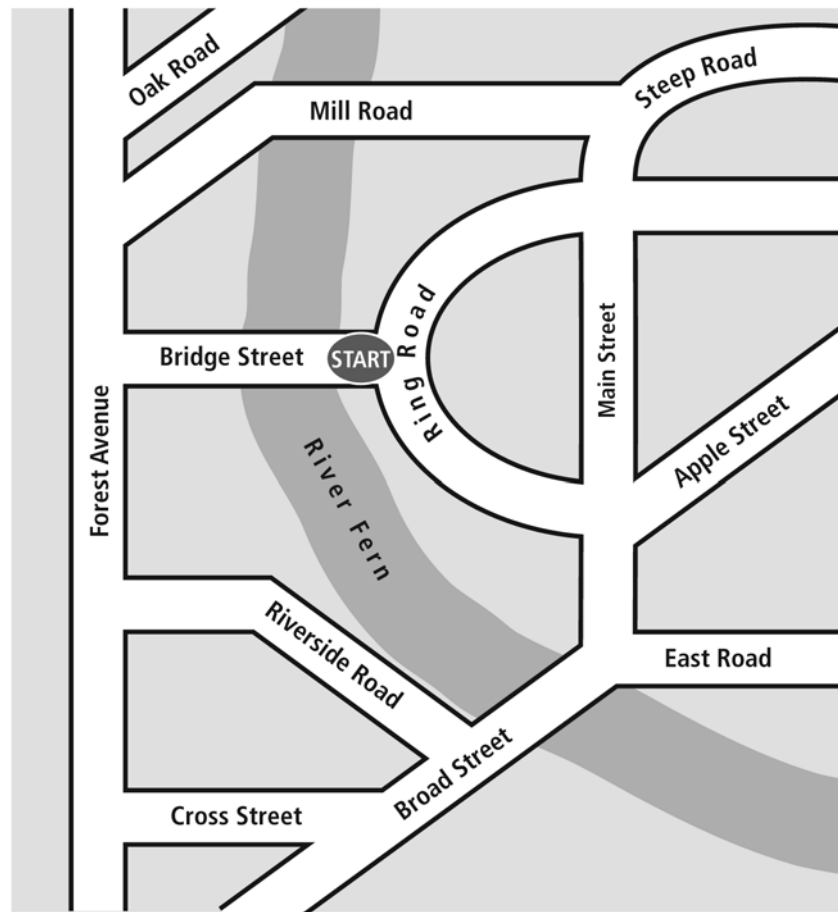 Oak Road
Mill Road
Steep Road
Ring Road
Bridge Street
START
Main Street
Forest Avenue
Apple Street
River Fern
Riverside Road
East Road
Broad Street
Cross Street